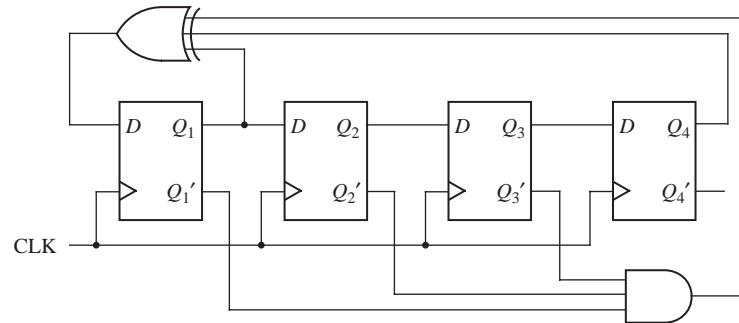 D Q₁ D Q₂ D Q₃ D Q₄
Q₁′ Q₂′ Q₃′ Q₄′
CLK